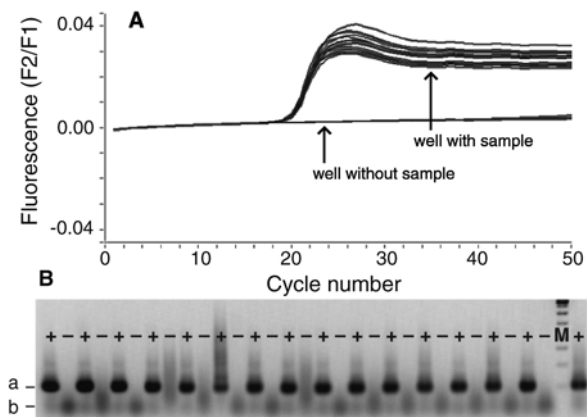 A
0.04
0.00
-0.04
Fluorescence (F2/F1)
well with sample
well without sample
0 10 20 30 40 50
Cycle number
B
+ − + − + − + − + − + − + − + − + − + − + − + − + − + − + − M +
a
b